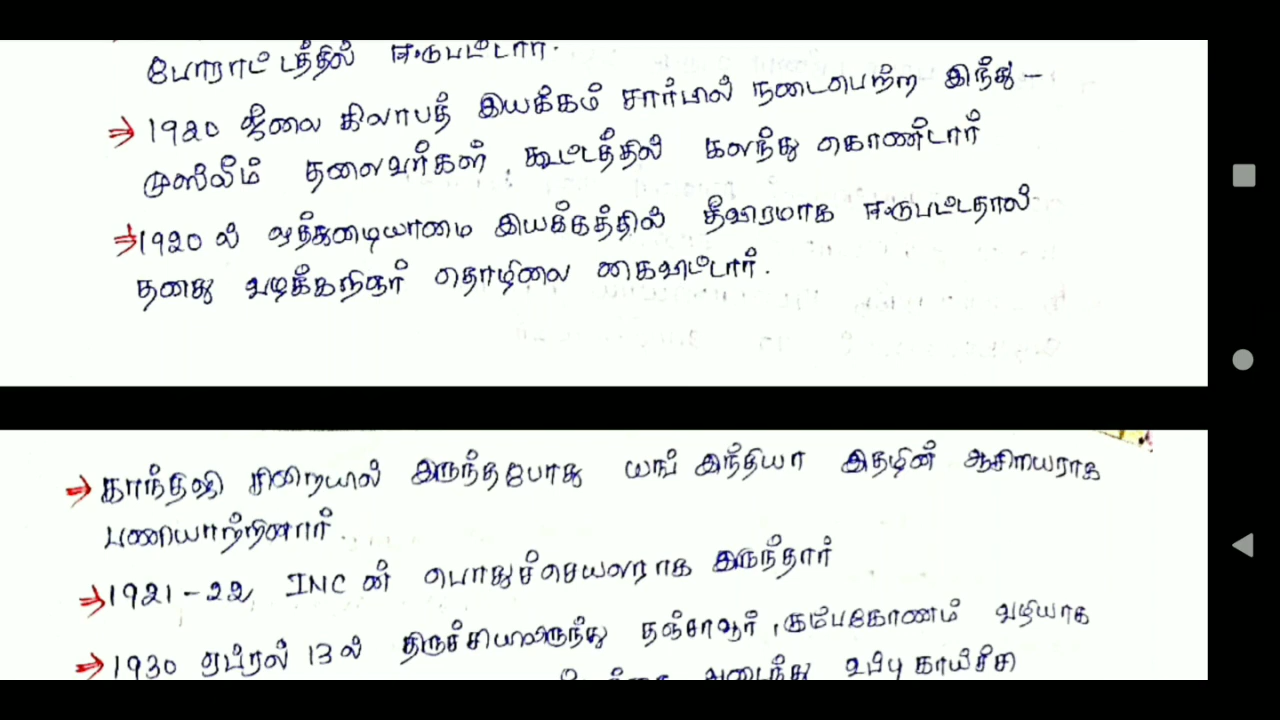 போராட்டத்தில் ஈடுபட்டார்.
⇒ 1920 ஜீலை கிலாபத் இயக்கம் சார்பில் நடைபெற்ற இந்து –
முஸ்லீம் தலைவர்கள் கூட்டத்தில் கலந்து கொண்டார்
⇒ 1920 ல் ஒத்துழையாமை இயக்கத்தில் தீவிரமாக ஈடுபட்டதால்
தனது வழக்கறிஞர் தொழிலை கைவிட்டார்.
⇒ காந்திஜி சிறையில் இருந்தபோது யங் இந்தியா இதழின் ஆசிரியராக
பணியாற்றினார்.
⇒ 1921 – 22 INC ன் பொதுச்செயலராக இருந்தார்
⇒ 1930 ஏப்ரல் 13 ல் திருச்சியிலிருந்து தஞ்சாவூர், கும்பகோணம் வழியாக
அடைந்து உப்பு காய்ச்சி